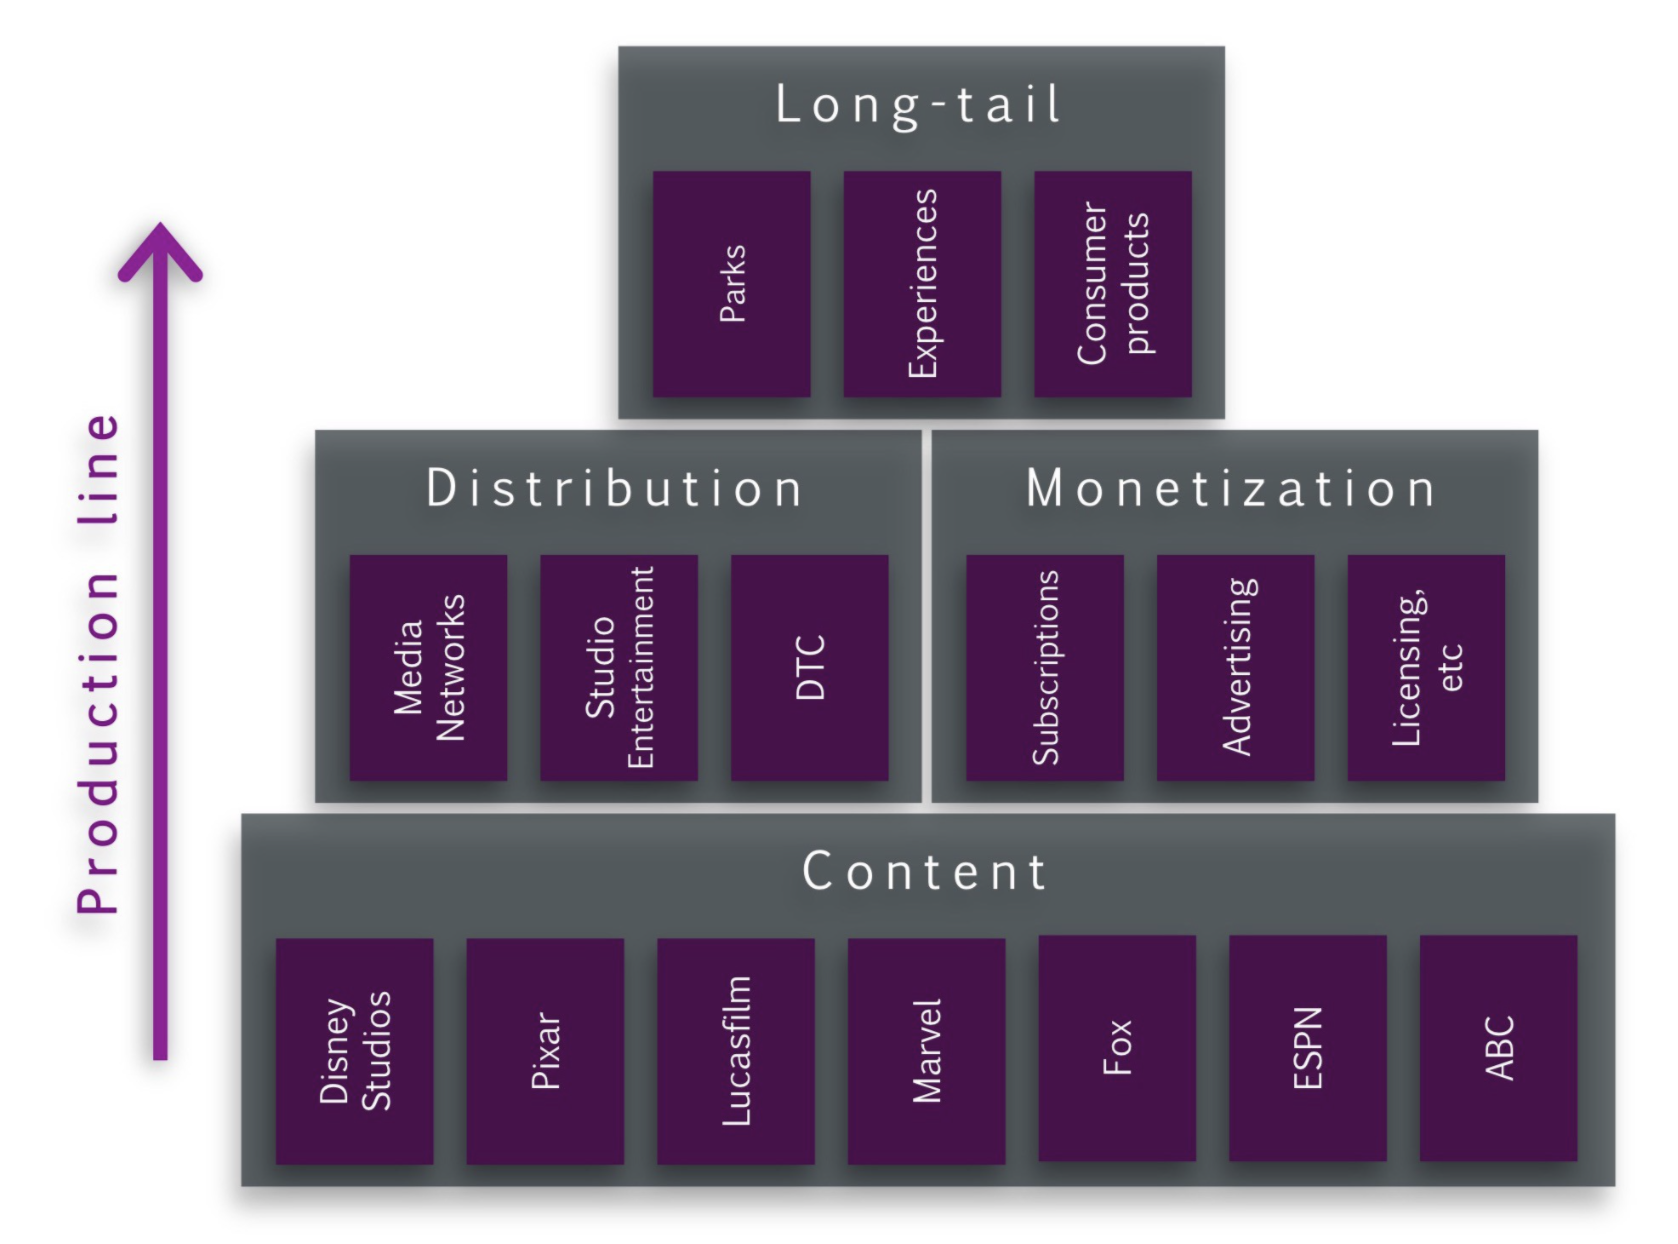 Long-tail
Parks
Experiences
Consumer
products
Production line
Distribution
Monetization
Media
Networks
Studio
Entertainment
DTC
Subscriptions
Advertising
Licensing,
etc
Content
Disney
Studios
Pixar
Lucasfilm
Marvel
Fox
ESPN
ABC